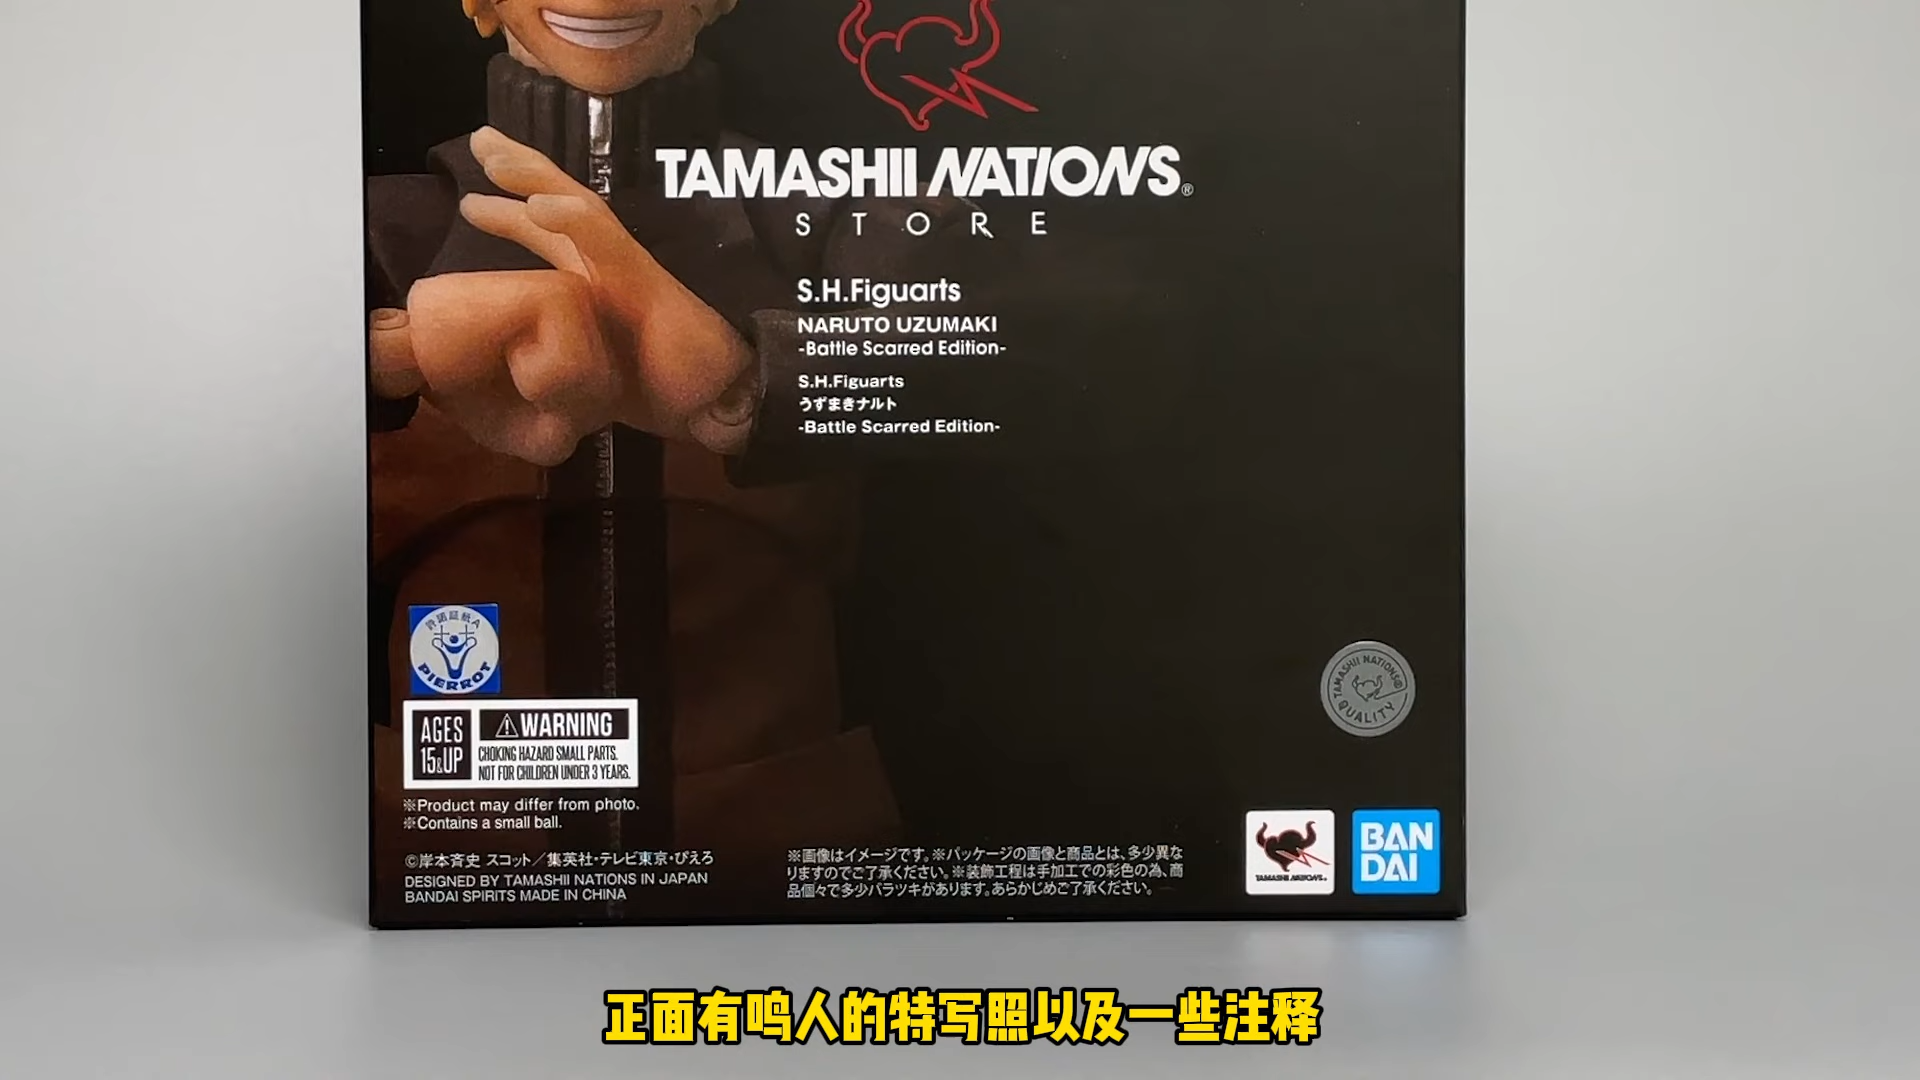 TAMASHII NATIONS®
STORE
S.H.Figuarts
NARUTO UZUMAKI
-Battle Scarred Edition-
S.H.Figuarts
うずまきナルト
-Battle Scarred Edition-
許諾証紙A
PIERROT
AGES
15&UP
⚠WARNING
CHOKING HAZARD SMALL PARTS.
NOT FOR CHILDREN UNDER 3 YEARS.
※Product may differ from photo.
※Contains a small ball.
©岸本斉史 スコット／集英社・テレビ東京・ぴえろ
DESIGNED BY TAMASHII NATIONS IN JAPAN
BANDAI SPIRITS MADE IN CHINA
※画像はイメージです。※パッケージの画像と商品とは、多少異な
りますのでご了承ください。※装飾工程は手加工での彩色の為、商
品個々で多少バラツキがあります。あらかじめご了承ください。
TAMASHII NATIONS®
QUALITY
TAMASHII NATIONS®
BAN
DAI
正面有鸣人的特写照以及一些注释